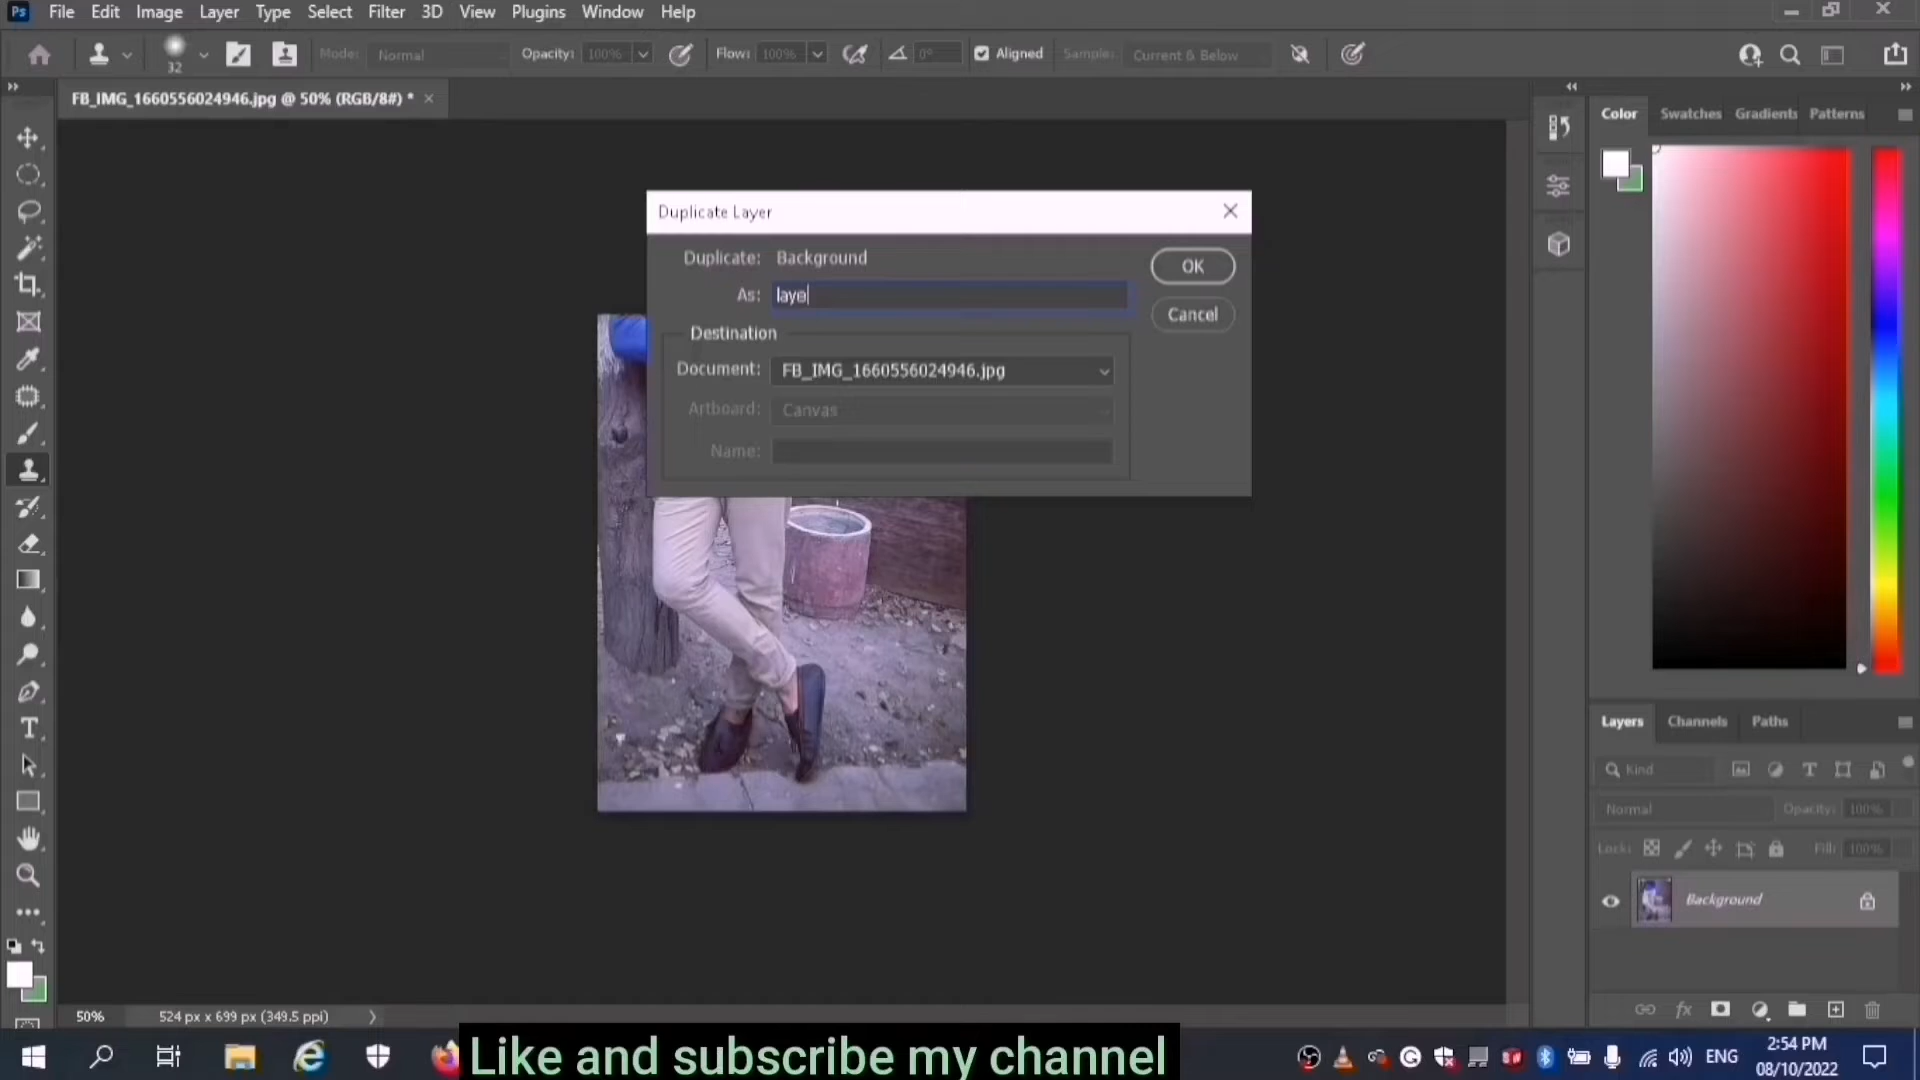 Ps File Edit Image Layer Type Select Filter 3D View Plugins Window Help
32 Mode: Normal Opacity: 100% Flow: 100% 0° Aligned Sample: Current & Below
FB_IMG_1660556024946.jpg @ 50% (RGB/8#) * ×
Color Swatches Gradients Patterns
Duplicate Layer
Duplicate: Background
OK
As: laye
Cancel
Destination
Document: FB_IMG_1660556024946.jpg
Artboard: Canvas
Name:
Layers Channels Paths
Kind
Normal Opacity: 100%
Lock: Fill: 100%
Background
fx
50% 524 px x 699 px (349.5 ppi)
Like and subscribe my channel
ENG
2:54 PM
08/10/2022